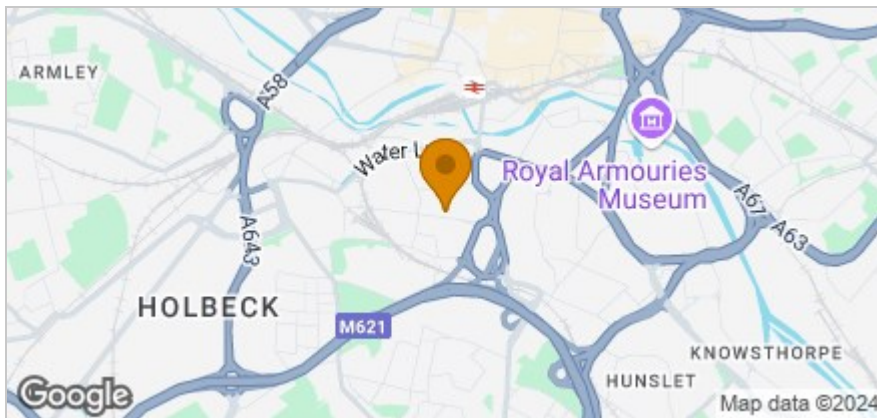 ARMLEY
A58
Water L
Royal Armouries
Museum
A67
A63
A643
HOLBECK
M621
KNOWSTHORPE
HUNSLET
Google
Map data ©2024